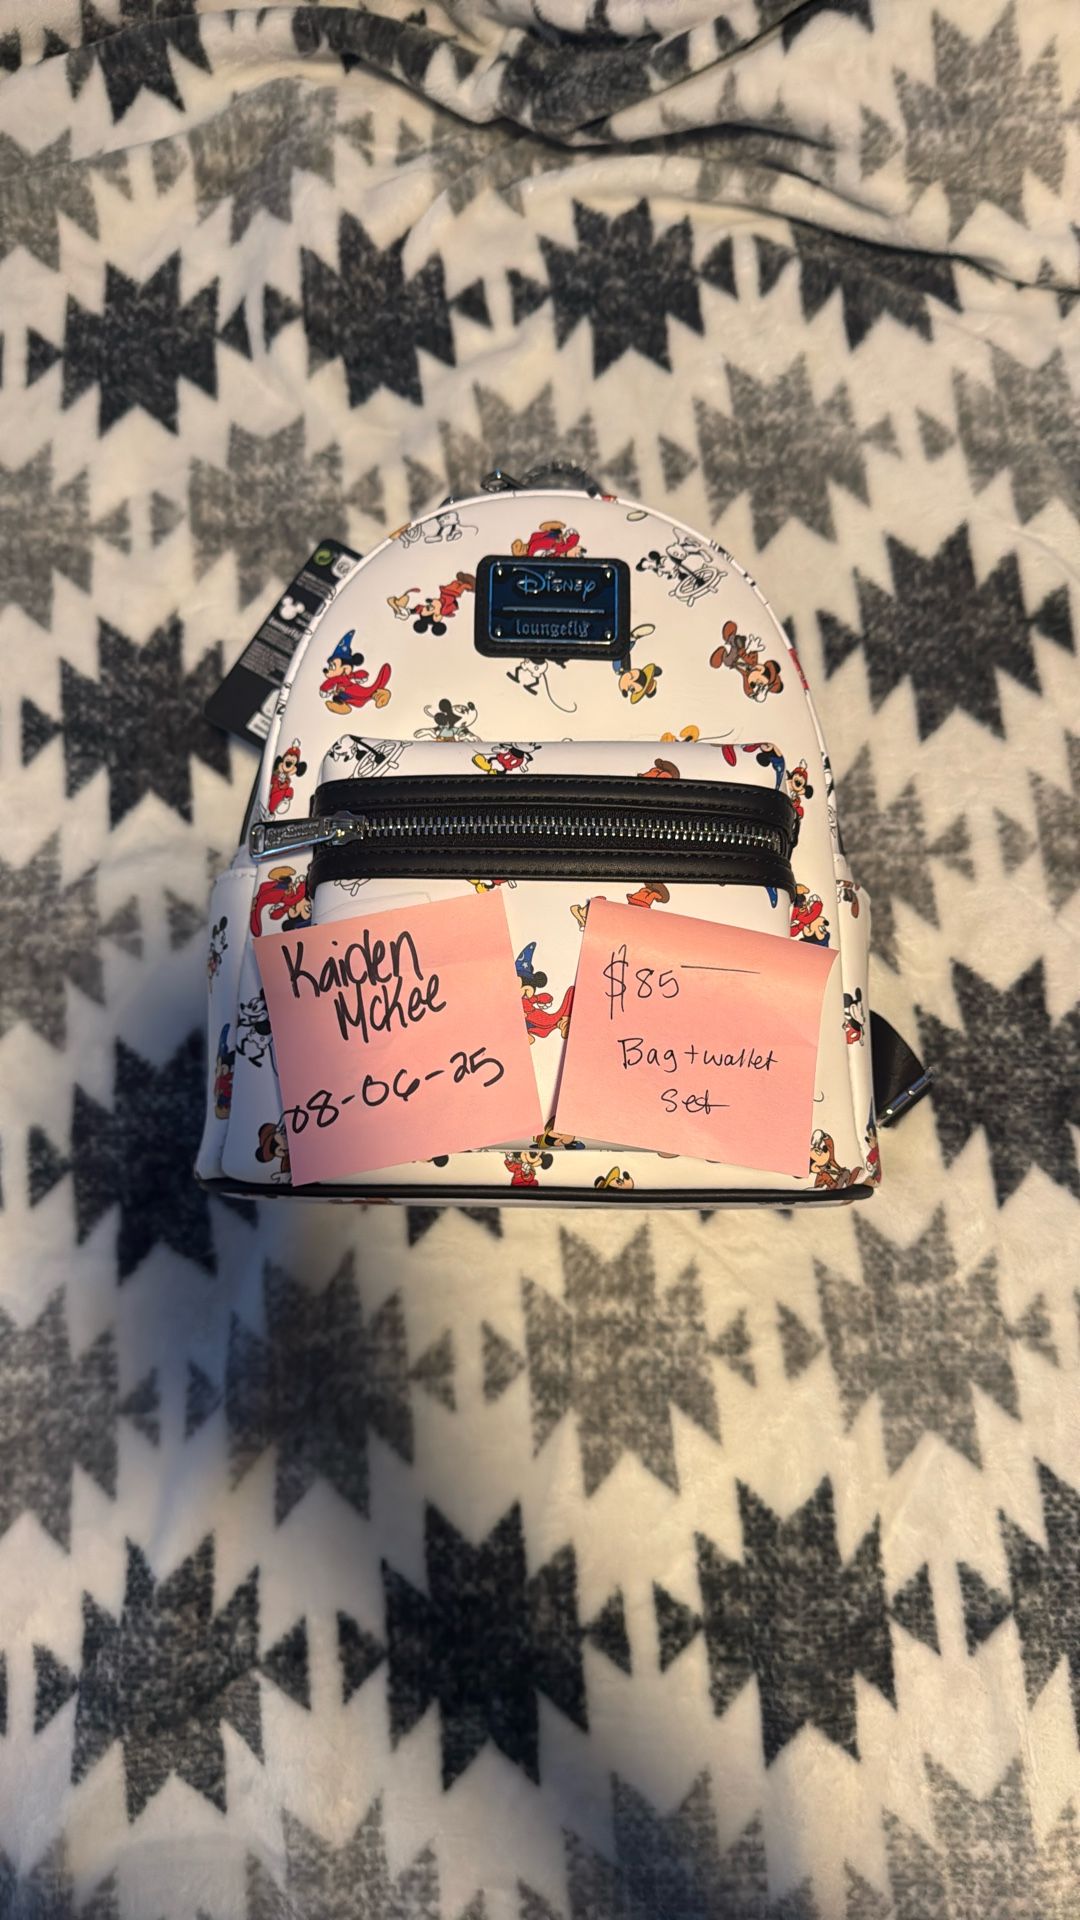 Disney
loungefly
Kaiden
McKee
08-06-25
$85
Bag + wallet
set